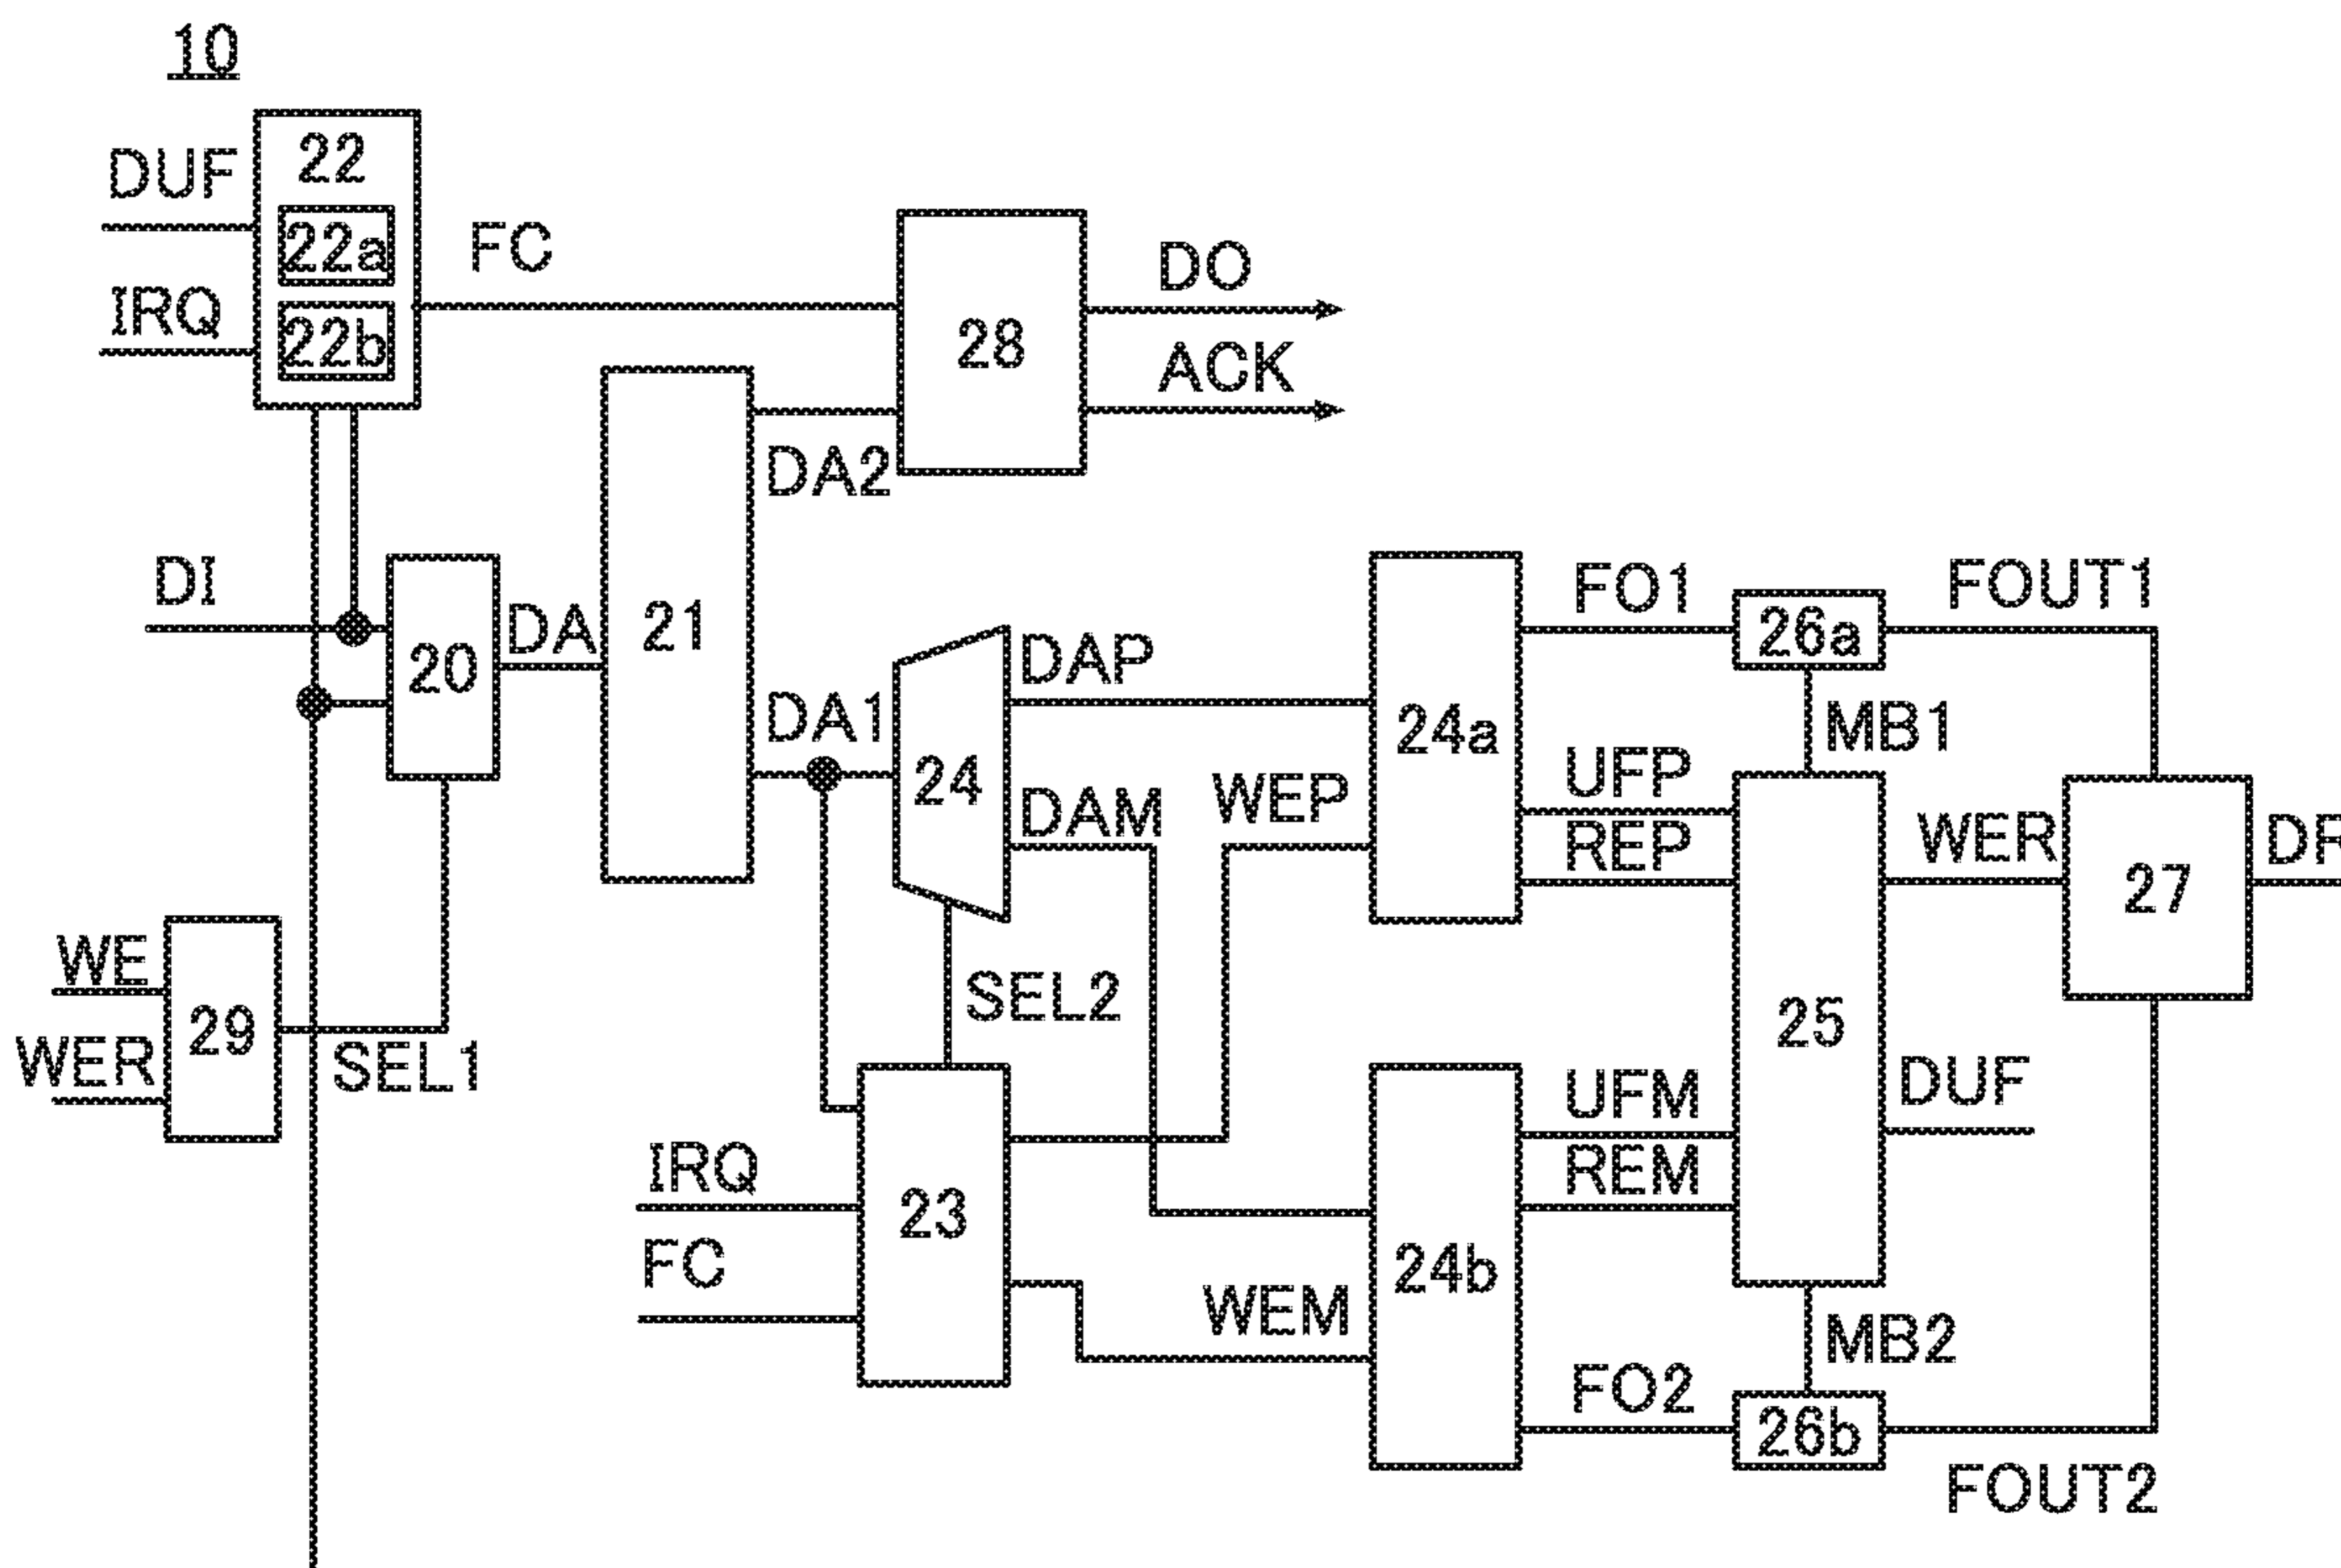 10
22
DUF
22a
FC
IRQ
22b
DO
28
ACK
DA2
DI
20
DA
21
DA1
24
DAP
DAM
WEP
24a
FO1
26a
FOUT1
MB1
UFP
REP
WER
27
DR
WE
29
WER
SEL1
SEL2
25
UFM
DUF
REM
IRQ
23
FC
24b
WEM
MB2
FO2
26b
FOUT2